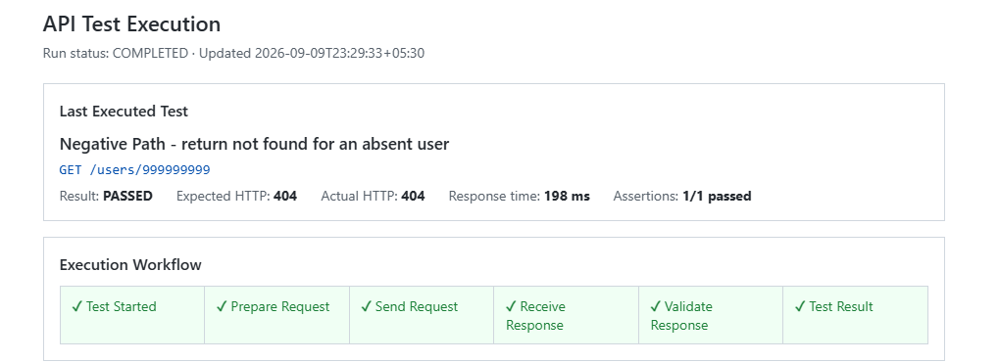 API Test Execution
Run status: COMPLETED · Updated 2026-09-09T23:29:33+05:30
Last Executed Test
Negative Path - return not found for an absent user
GET /users/999999999
Result: PASSED Expected HTTP: 404 Actual HTTP: 404 Response time: 198 ms Assertions: 1/1 passed
Execution Workflow
✓ Test Started
✓ Prepare Request
✓ Send Request
✓ Receive
Response
✓ Validate
Response
✓ Test Result